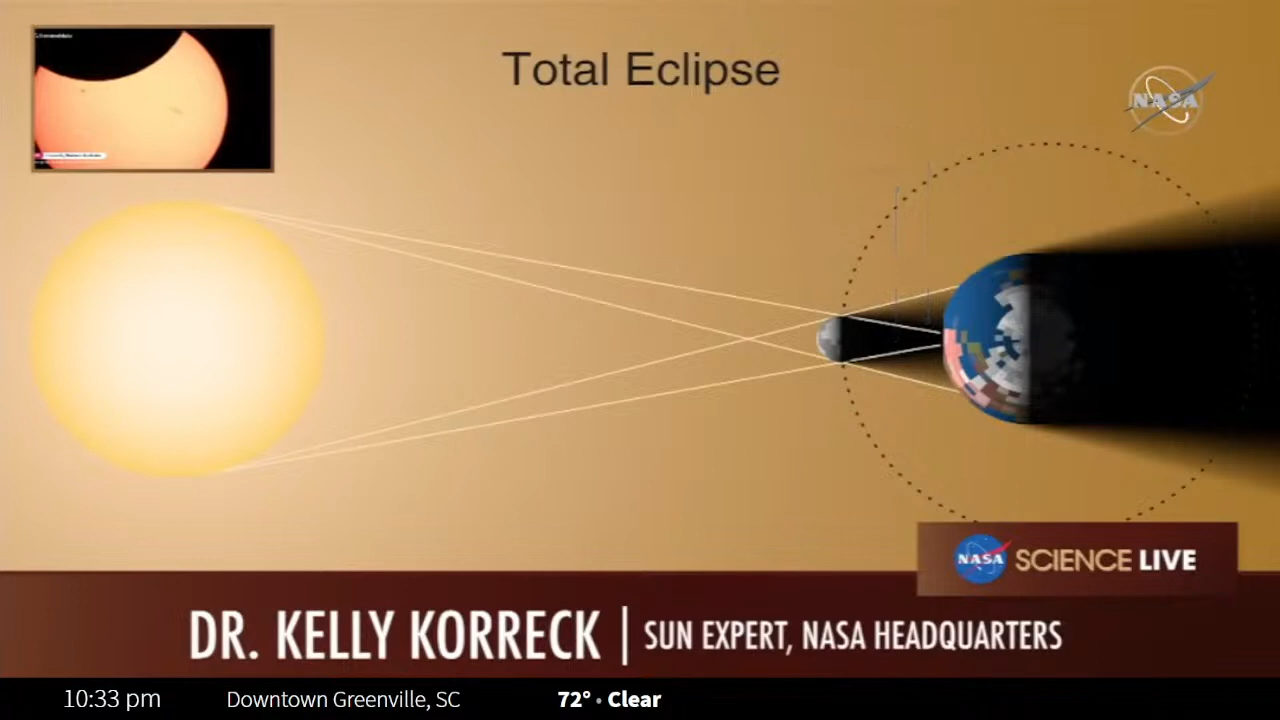 Total Eclipse
NASA
NASA
SCIENCE LIVE
DR. KELLY KORRECK | SUN EXPERT, NASA HEADQUARTERS
10:33 pm Downtown Greenville, SC 72° • Clear